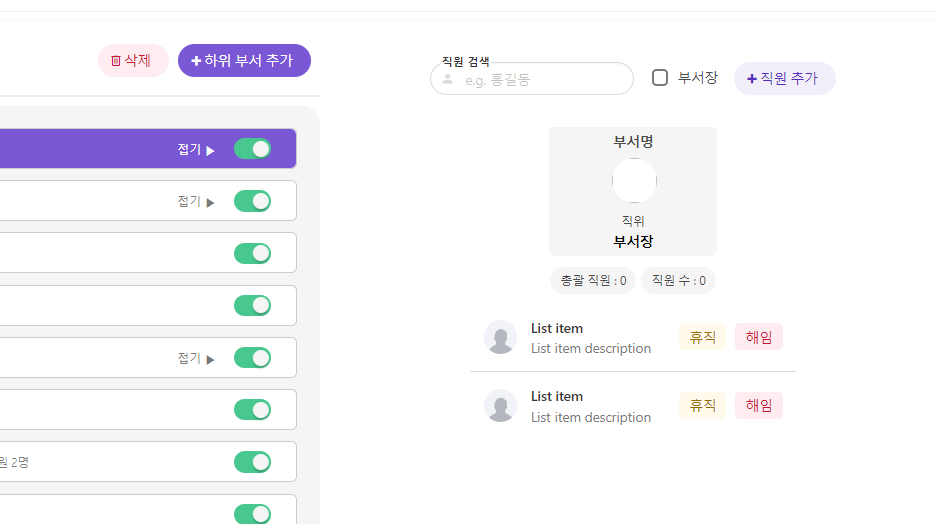 삭제
하위 부서 추가
접기
접기
접기
원 2명
직원 검색
e.g. 홍길동
부서장
직원 추가
부서명
직위
부서장
총괄 직원 : 0
직원 수 : 0
List item
List item description
휴직
해임
List item
List item description
휴직
해임